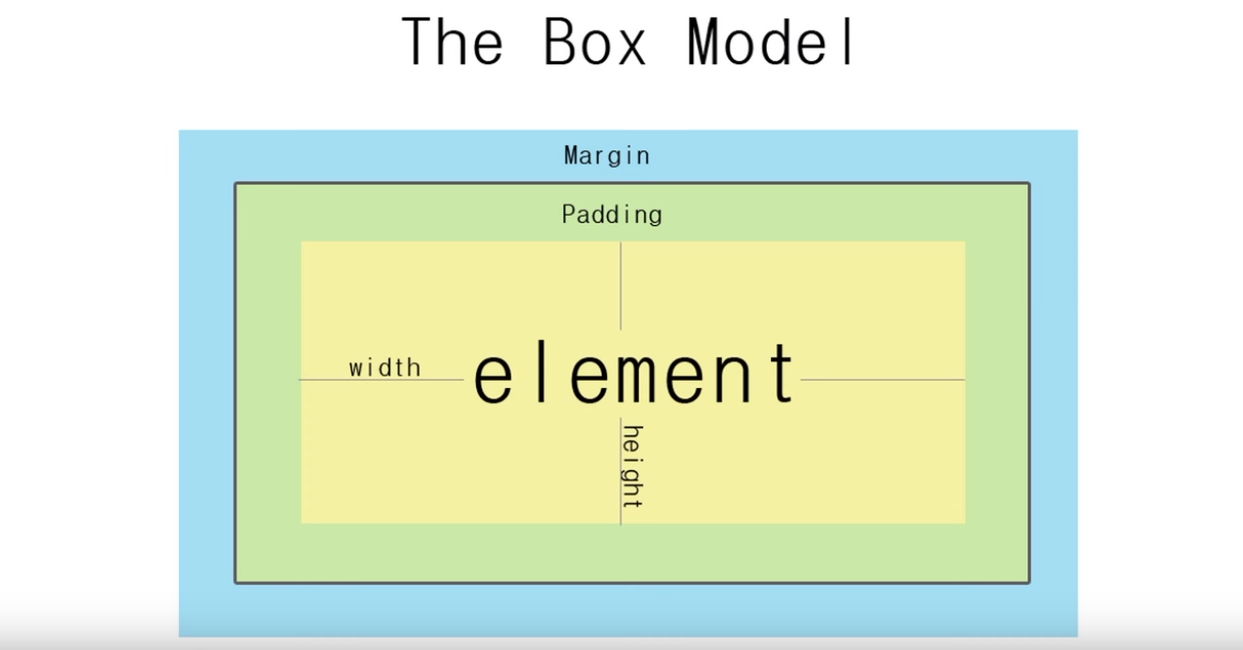 The Box Model
Margin
Padding
width
element
height